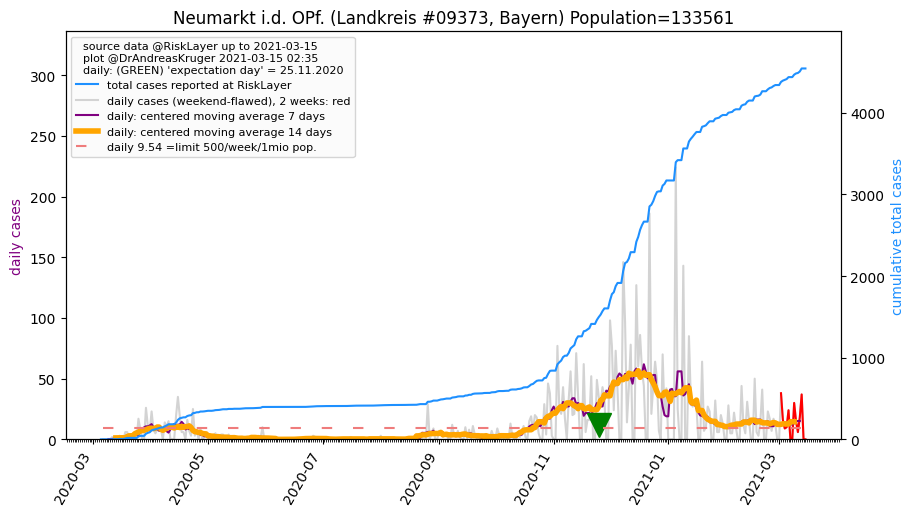 Neumarkt i.d. OPf. (Landkreis #09373, Bayern) Population=133561
source data @RiskLayer up to 2021-03-15
plot @DrAndreasKruger 2021-03-15 02:35
daily: (GREEN) 'expectation day' = 25.11.2020
total cases reported at RiskLayer
daily cases (weekend-flawed), 2 weeks: red
daily: centered moving average 7 days
daily: centered moving average 14 days
daily 9.54 =limit 500/week/1mio pop.
daily cases
300
250
200
150
100
50
0
4000
3000
2000
1000
0
cumulative total cases
2020-03
2020-05
2020-07
2020-09
2020-11
2021-01
2021-03